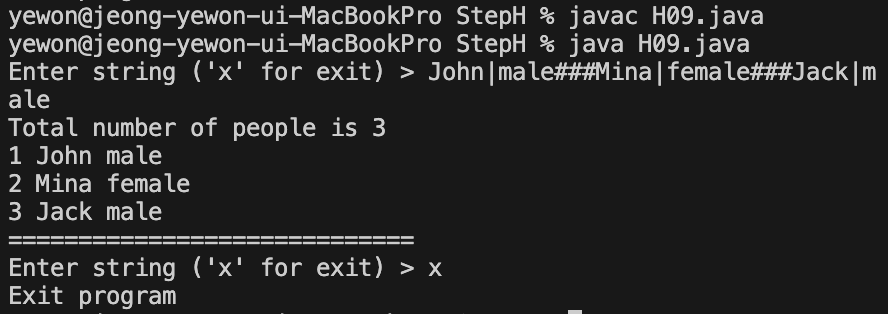 yewon@jeong-yewon-ui-MacBookPro StepH % javac H09.java
yewon@jeong-yewon-ui-MacBookPro StepH % java H09.java
Enter string ('x' for exit) > John|male###Mina|female###Jack|m
ale
Total number of people is 3
1 John male
2 Mina female
3 Jack male
=============================
Enter string ('x' for exit) > x
Exit program